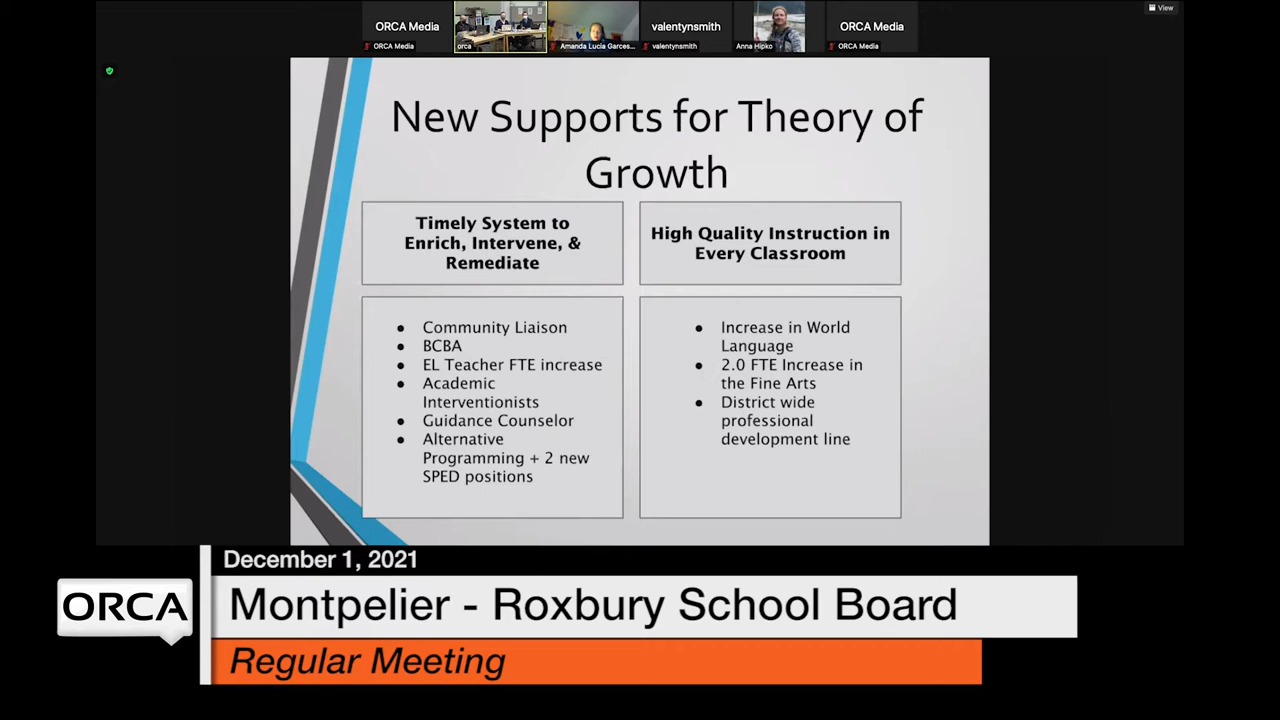 View
ORCA Media
ORCA Media
orca
Amanda Lucia Garces...
valentynsmith
valentynsmith
Anna Hipko
ORCA Media
ORCA Media
New Supports for Theory of
Growth
Timely System to
Enrich, Intervene, &
Remediate
● Community Liaison
● BCBA
● EL Teacher FTE increase
● Academic
Interventionists
● Guidance Counselor
● Alternative
Programming + 2 new
SPED positions
High Quality Instruction in
Every Classroom
● Increase in World
Language
● 2.0 FTE Increase in
the Fine Arts
● District wide
professional
development line
December 1, 2021
ORCA
Montpelier - Roxbury School Board
Regular Meeting